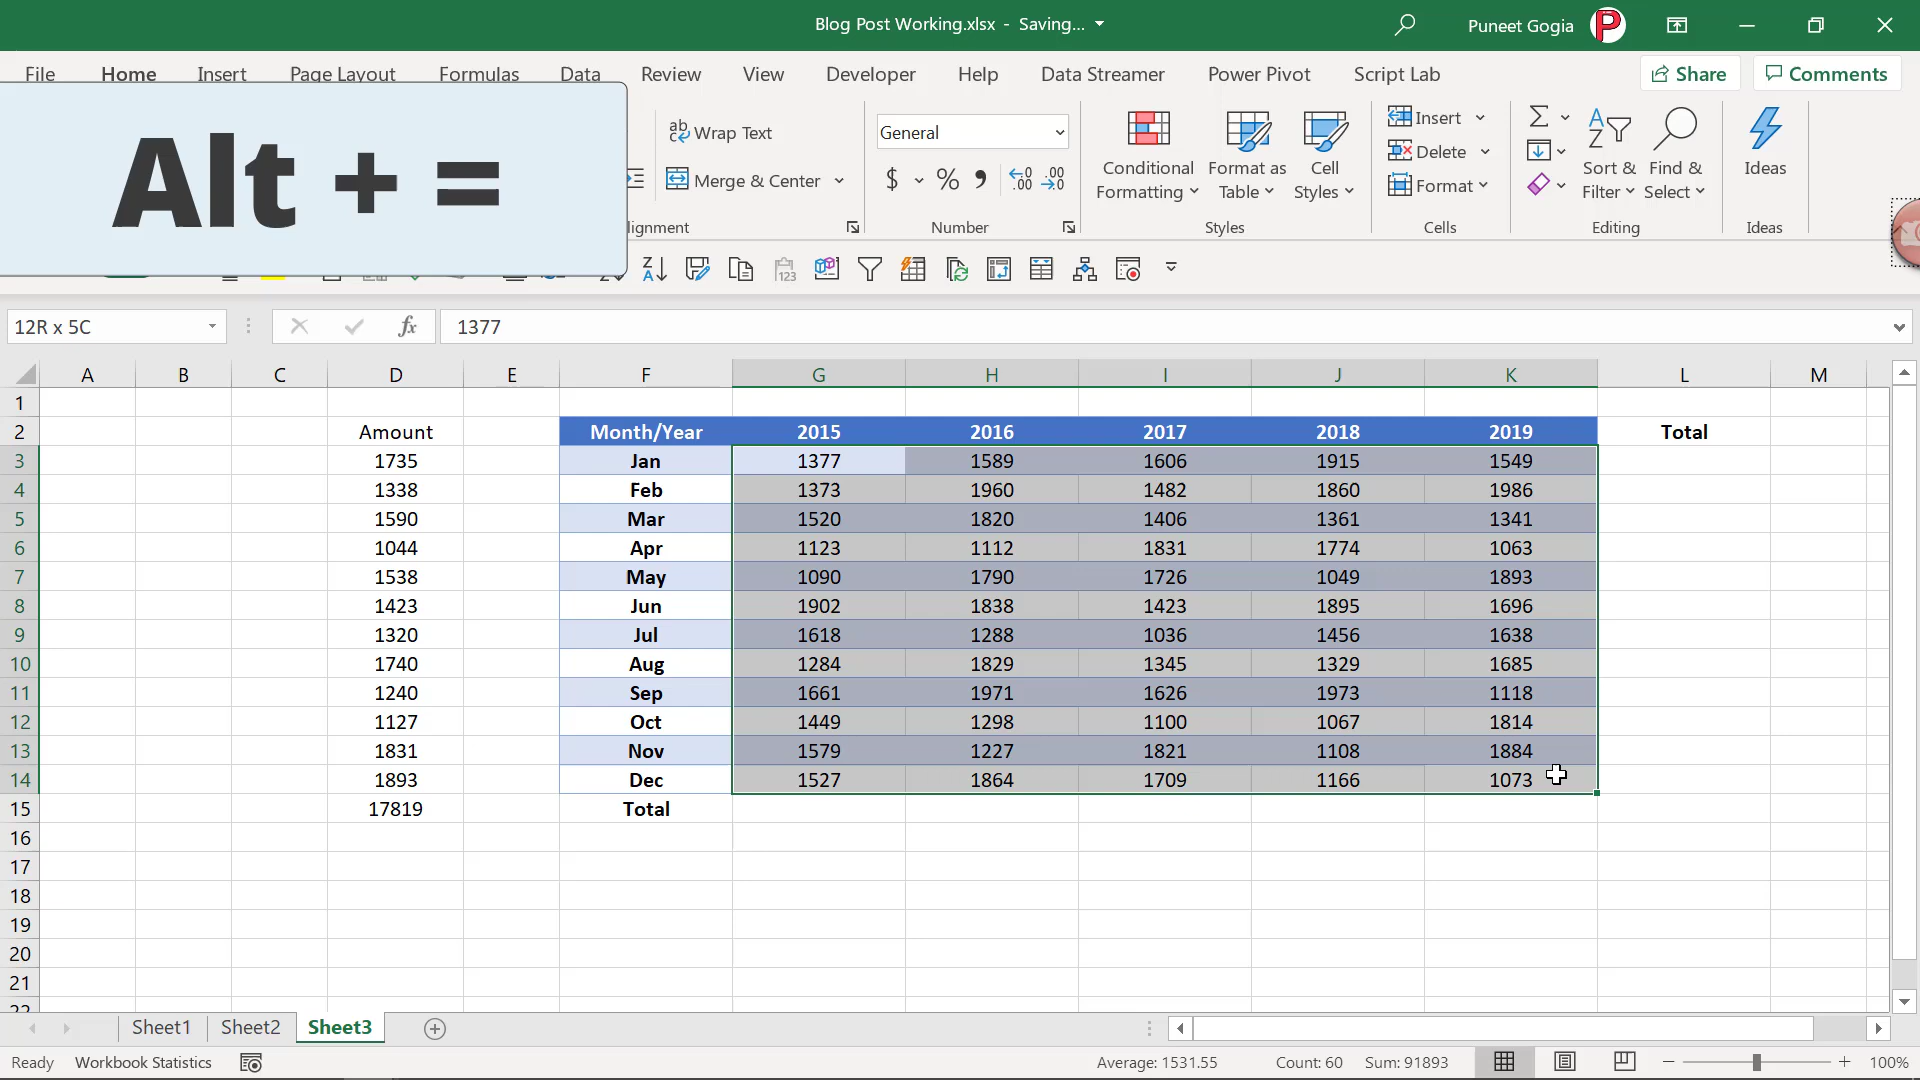 Blog Post Working.xlsx - Saving...
Puneet Gogia
P
File Home Insert Page Layout Formulas Data Review View Developer Help Data Streamer Power Pivot Script Lab
Share Comments
Alt + =
Wrap Text
Merge & Center
General
$ % 9
Conditional Formatting
Format as Table
Cell Styles
Insert
Delete
Format
Sort & Filter
Find & Select
Ideas
lignment Number Styles Cells Editing Ideas
12R x 5C fx 1377
A B C D E F G H I J K L M
1
2 Amount Month/Year 2015 2016 2017 2018 2019 Total
3 1735 Jan 1377 1589 1606 1915 1549
4 1338 Feb 1373 1960 1482 1860 1986
5 1590 Mar 1520 1820 1406 1361 1341
6 1044 Apr 1123 1112 1831 1774 1063
7 1538 May 1090 1790 1726 1049 1893
8 1423 Jun 1902 1838 1423 1895 1696
9 1320 Jul 1618 1288 1036 1456 1638
10 1740 Aug 1284 1829 1345 1329 1685
11 1240 Sep 1661 1971 1626 1973 1118
12 1127 Oct 1449 1298 1100 1067 1814
13 1831 Nov 1579 1227 1821 1108 1884
14 1893 Dec 1527 1864 1709 1166 1073
15 17819 Total
16
17
18
19
20
21
22
Sheet1 Sheet2 Sheet3
Ready Workbook Statistics Average: 1531.55 Count: 60 Sum: 91893 100%